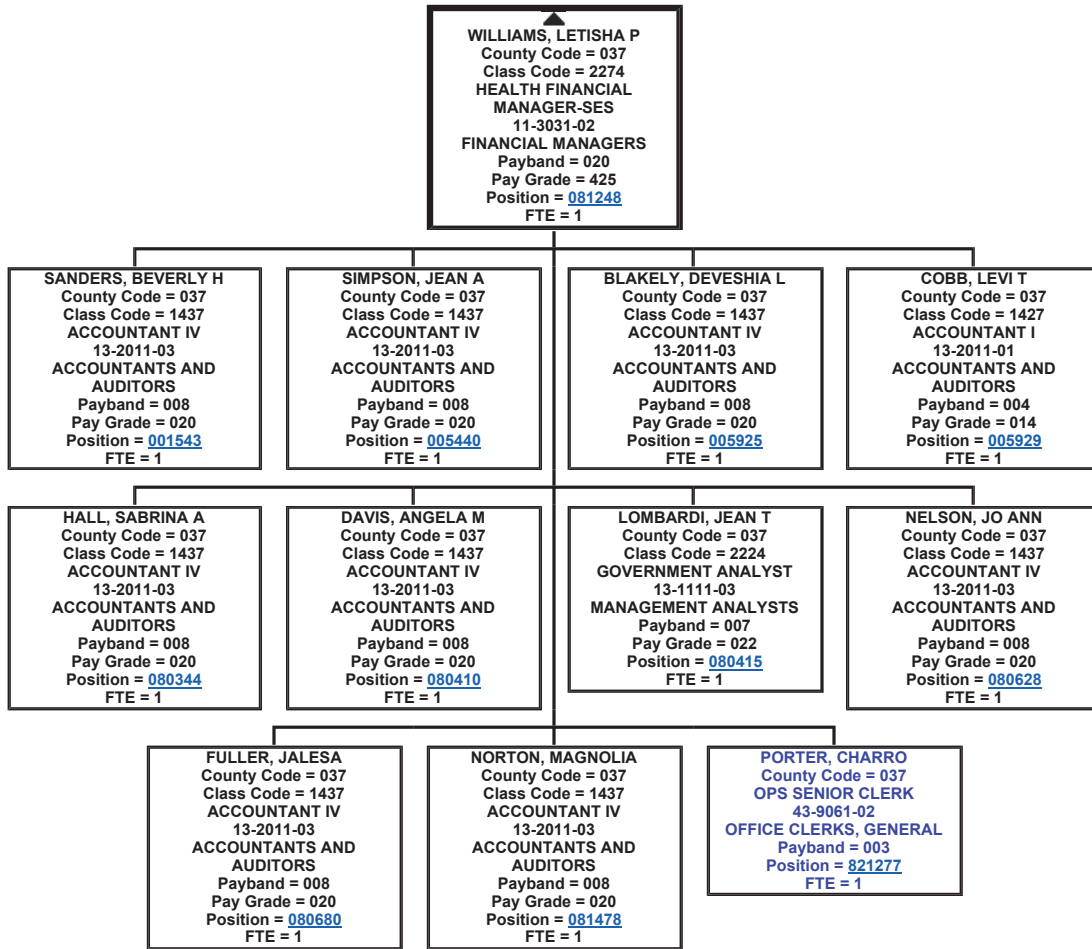 WILLIAMS, LETISHA P
County Code = 037
Class Code = 2274
HEALTH FINANCIAL
MANAGER-SES
11-3031-02
FINANCIAL MANAGERS
Payband = 020
Pay Grade = 425
Position = 081248
FTE = 1
SANDERS, BEVERLY H
County Code = 037
Class Code = 1437
ACCOUNTANT IV
13-2011-03
ACCOUNTANTS AND
AUDITORS
Payband = 008
Pay Grade = 020
Position = 001543
FTE = 1
SIMPSON, JEAN A
County Code = 037
Class Code = 1437
ACCOUNTANT IV
13-2011-03
ACCOUNTANTS AND
AUDITORS
Payband = 008
Pay Grade = 020
Position = 005440
FTE = 1
BLAKELY, DEVESHIA L
County Code = 037
Class Code = 1437
ACCOUNTANT IV
13-2011-03
ACCOUNTANTS AND
AUDITORS
Payband = 008
Pay Grade = 020
Position = 005925
FTE = 1
COBB, LEVI T
County Code = 037
Class Code = 1427
ACCOUNTANT I
13-2011-01
ACCOUNTANTS AND
AUDITORS
Payband = 004
Pay Grade = 014
Position = 005929
FTE = 1
HALL, SABRINA A
County Code = 037
Class Code = 1437
ACCOUNTANT IV
13-2011-03
ACCOUNTANTS AND
AUDITORS
Payband = 008
Pay Grade = 020
Position = 080344
FTE = 1
DAVIS, ANGELA M
County Code = 037
Class Code = 1437
ACCOUNTANT IV
13-2011-03
ACCOUNTANTS AND
AUDITORS
Payband = 008
Pay Grade = 020
Position = 080410
FTE = 1
LOMBARDI, JEAN T
County Code = 037
Class Code = 2224
GOVERNMENT ANALYST
13-1111-03
MANAGEMENT ANALYSTS
Payband = 007
Pay Grade = 022
Position = 080415
FTE = 1
NELSON, JO ANN
County Code = 037
Class Code = 1437
ACCOUNTANT IV
13-2011-03
ACCOUNTANTS AND
AUDITORS
Payband = 008
Pay Grade = 020
Position = 080628
FTE = 1
FULLER, JALESA
County Code = 037
Class Code = 1437
ACCOUNTANT IV
13-2011-03
ACCOUNTANTS AND
AUDITORS
Payband = 008
Pay Grade = 020
Position = 080680
FTE = 1
NORTON, MAGNOLIA
County Code = 037
Class Code = 1437
ACCOUNTANT IV
13-2011-03
ACCOUNTANTS AND
AUDITORS
Payband = 008
Pay Grade = 020
Position = 081478
FTE = 1
PORTER, CHARRO
County Code = 037
OPS SENIOR CLERK
43-9061-02
OFFICE CLERKS, GENERAL
Payband = 003
Position = 821277
FTE = 1